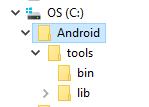 OS (C:)
Android
tools
bin
lib